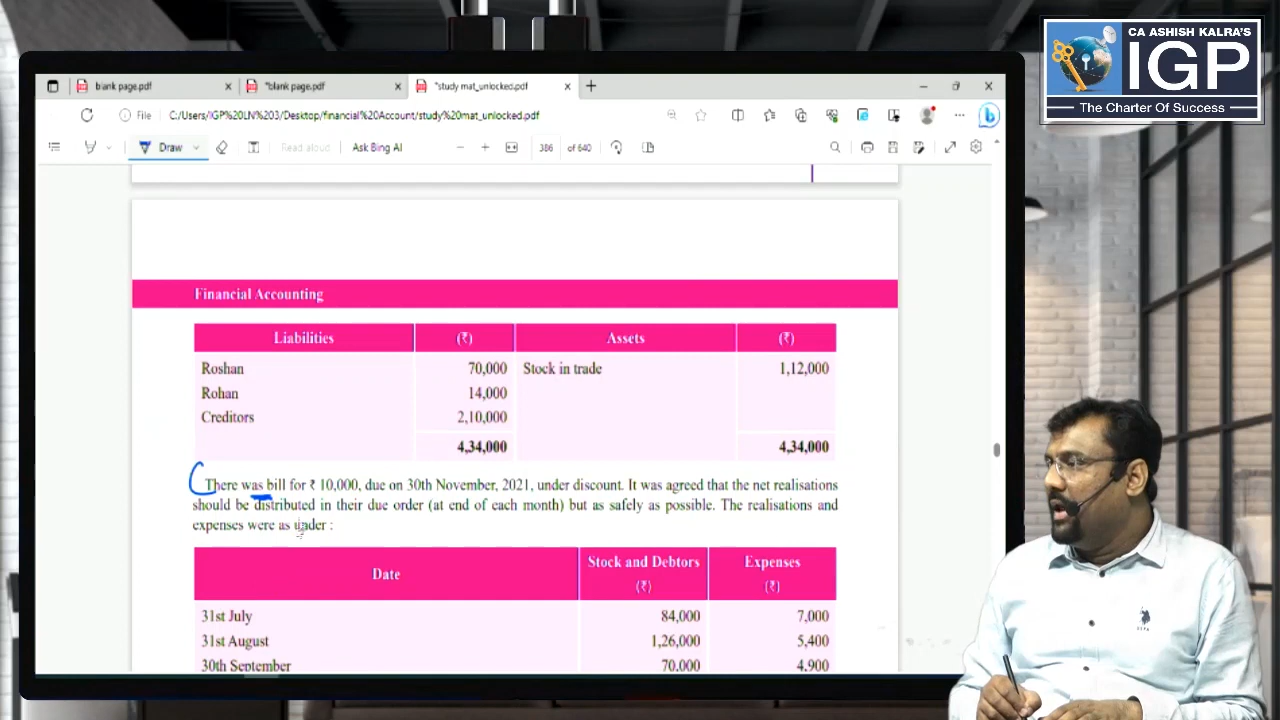 CA ASHISH KALRA'S
IGP
The Charter Of Success
blank page.pdf
*blank page.pdf
*study mat_unlocked.pdf
File
C:/Users/IGP%20LN%203/Desktop/financial%20Account/study%20mat_unlocked.pdf
Draw
Read aloud
Ask Bing AI
386 of 640
Financial Accounting
Liabilities (₹) Assets (₹)
Roshan 70,000 Stock in trade 1,12,000
Rohan 14,000
Creditors 2,10,000
4,34,000 4,34,000
There was bill for ₹ 10,000, due on 30th November, 2021, under discount. It was agreed that the net realisations
should be distributed in their due order (at end of each month) but as safely as possible. The realisations and
expenses were as under :
Date Stock and Debtors (₹) Expenses (₹)
31st July 84,000 7,000
31st August 1,26,000 5,400
30th September 70,000 4,900